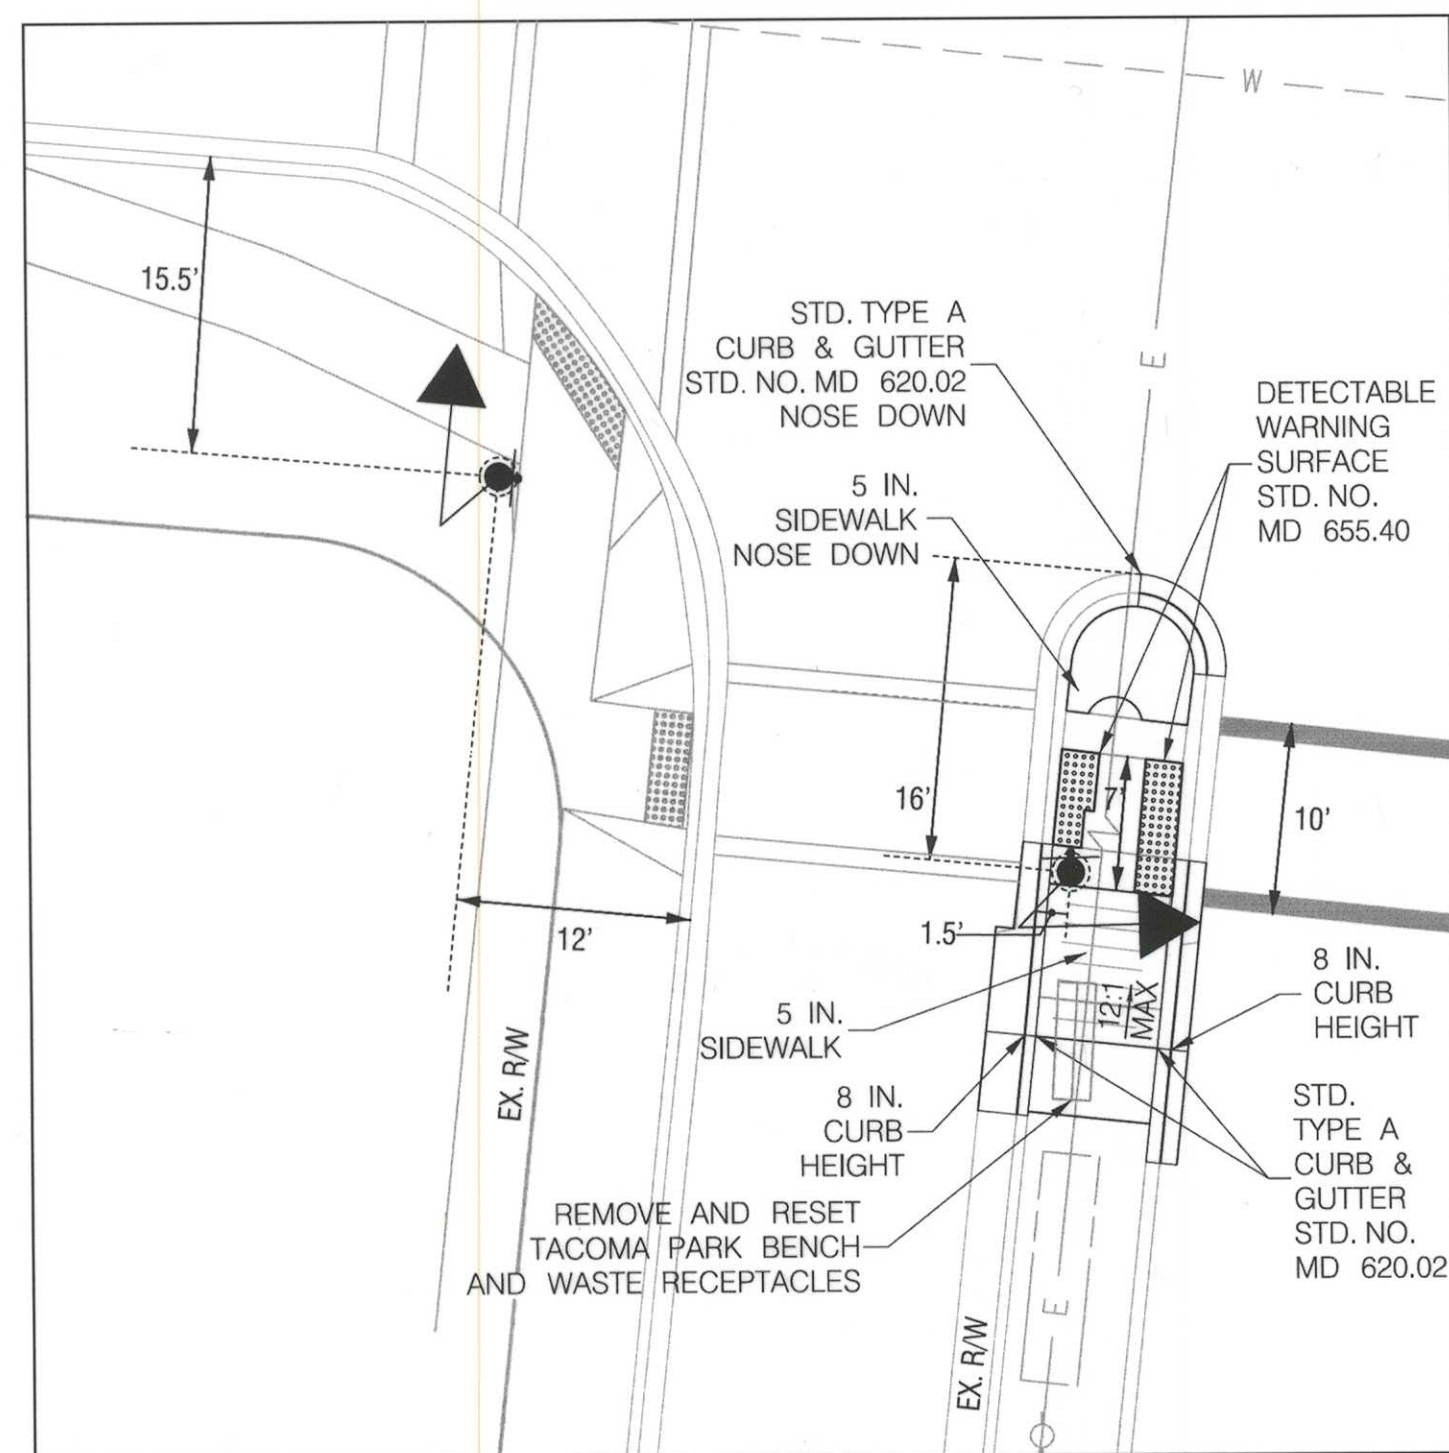 W
15.5'
STD. TYPE A
CURB & GUTTER
STD. NO. MD 620.02
NOSE DOWN
E
DETECTABLE
WARNING
SURFACE
STD. NO.
MD 655.40
5 IN.
SIDEWALK
NOSE DOWN
16'
7'
10'
12'
1.5'
5 IN.
SIDEWALK
12:1
MAX
8 IN.
CURB
HEIGHT
EX. R/W
8 IN.
CURB
HEIGHT
STD.
TYPE A
CURB &
GUTTER
STD. NO.
MD 620.02
REMOVE AND RESET
TACOMA PARK BENCH
AND WASTE RECEPTACLES
E
EX. R/W